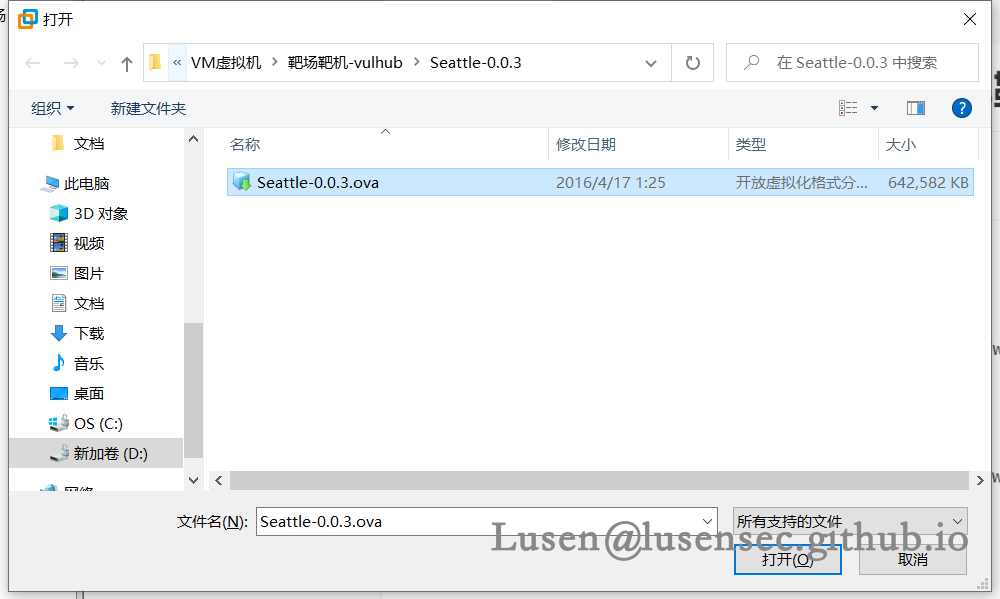 打开
« VM虚拟机 > 靶场靶机-vulhub > Seattle-0.0.3
在 Seattle-0.0.3 中搜索
组织 新建文件夹
名称 修改日期 类型 大小
Seattle-0.0.3.ova 2016/4/17 1:25 开放虚拟化格式分... 642,582 KB
文档
此电脑
3D 对象
视频
图片
文档
下载
音乐
桌面
OS (C:)
新加卷 (D:)
网络
文件名(N): Seattle-0.0.3.ova 所有支持的文件
Lusen@lusensec.github.io
打开(O) 取消